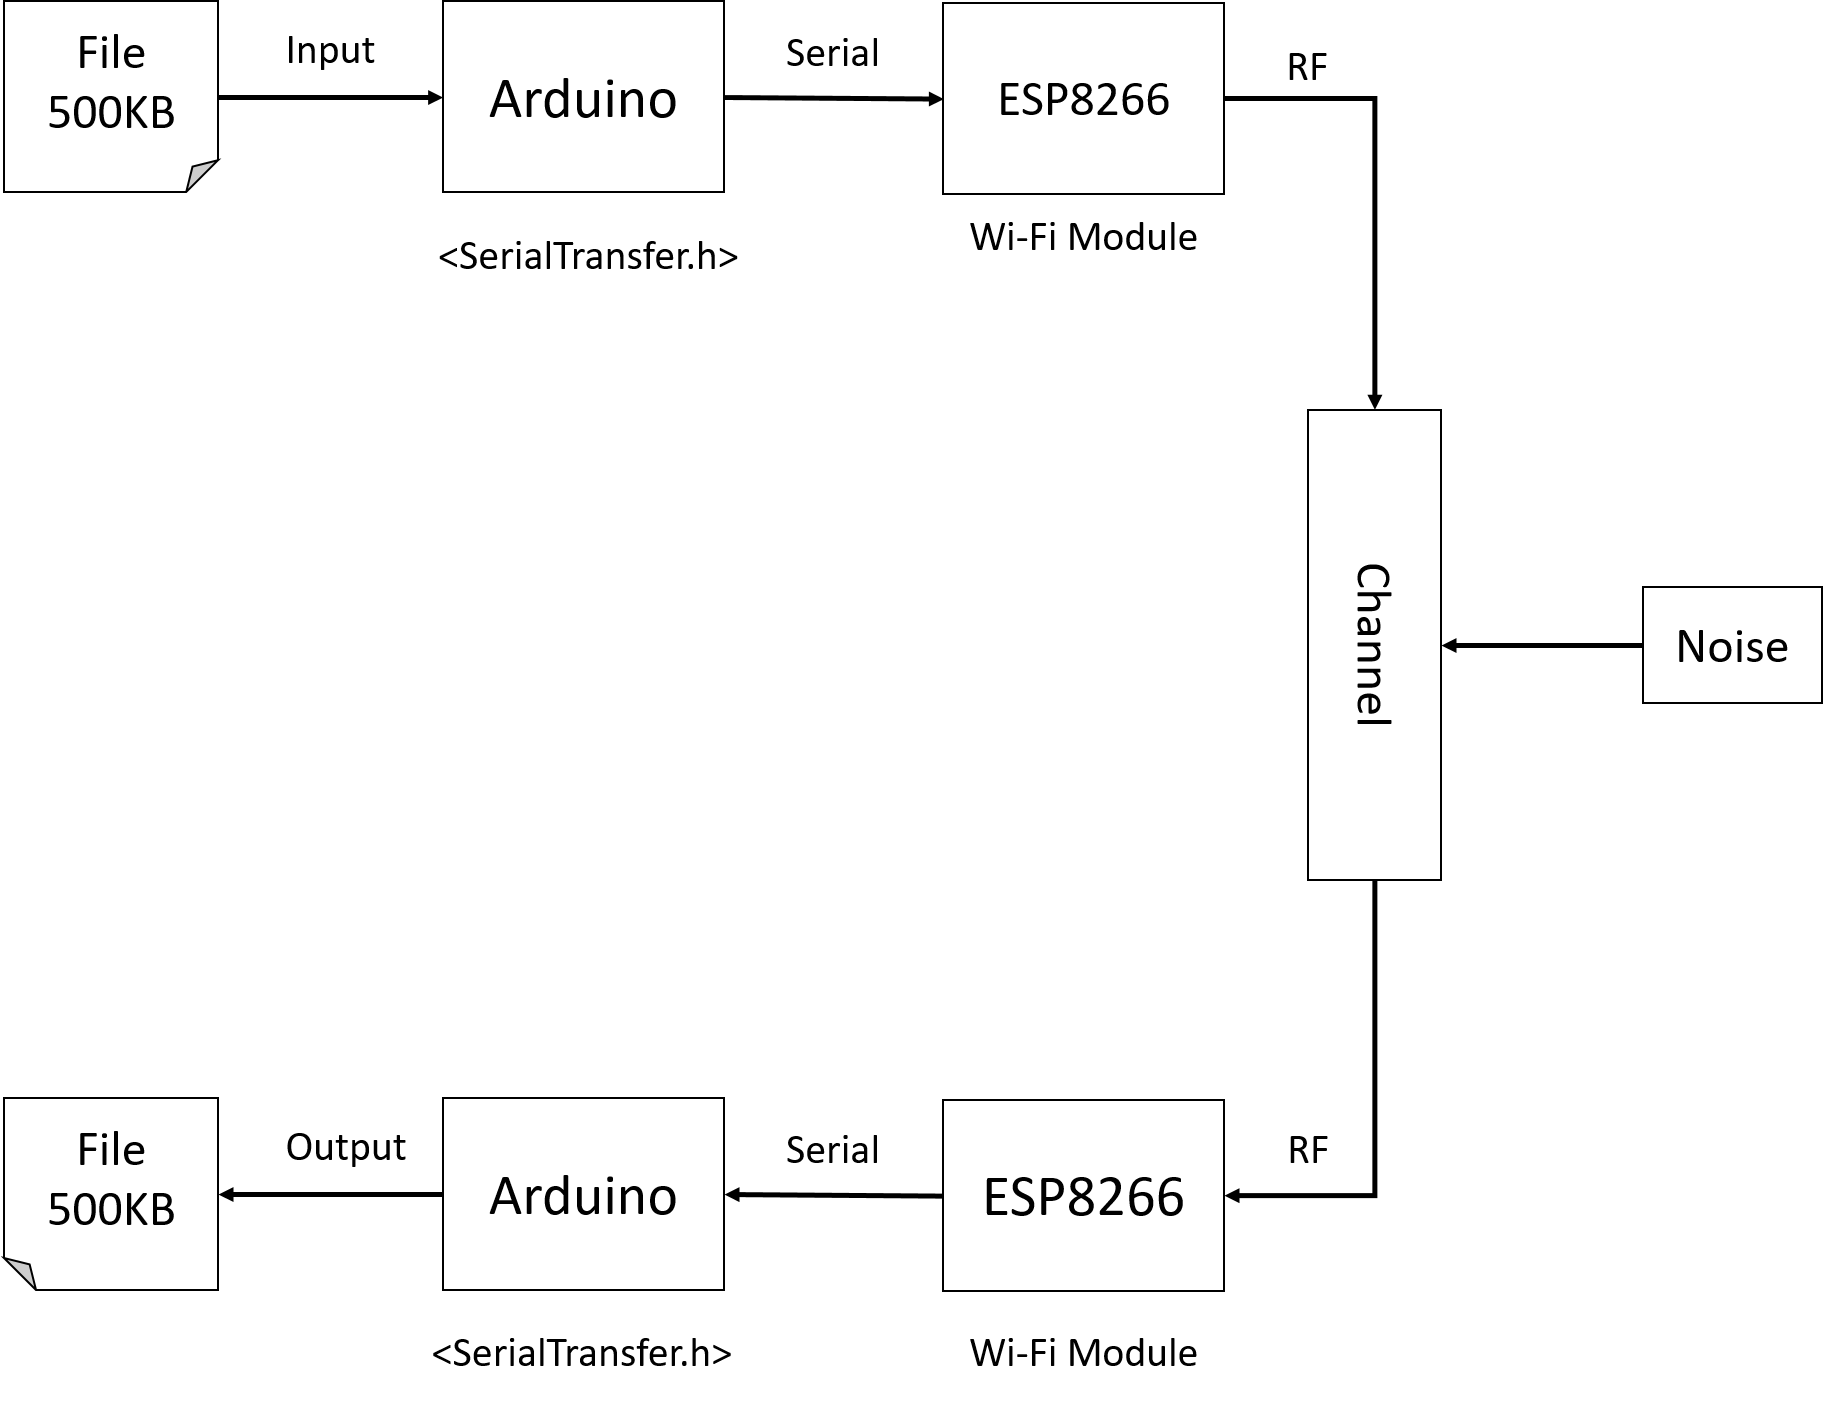 File
500KB
Input
Arduino
Serial
ESP8266
RF
<SerialTransfer.h>
Wi-Fi Module
Channel
Noise
File
500KB
Output
Arduino
Serial
ESP8266
RF
<SerialTransfer.h>
Wi-Fi Module